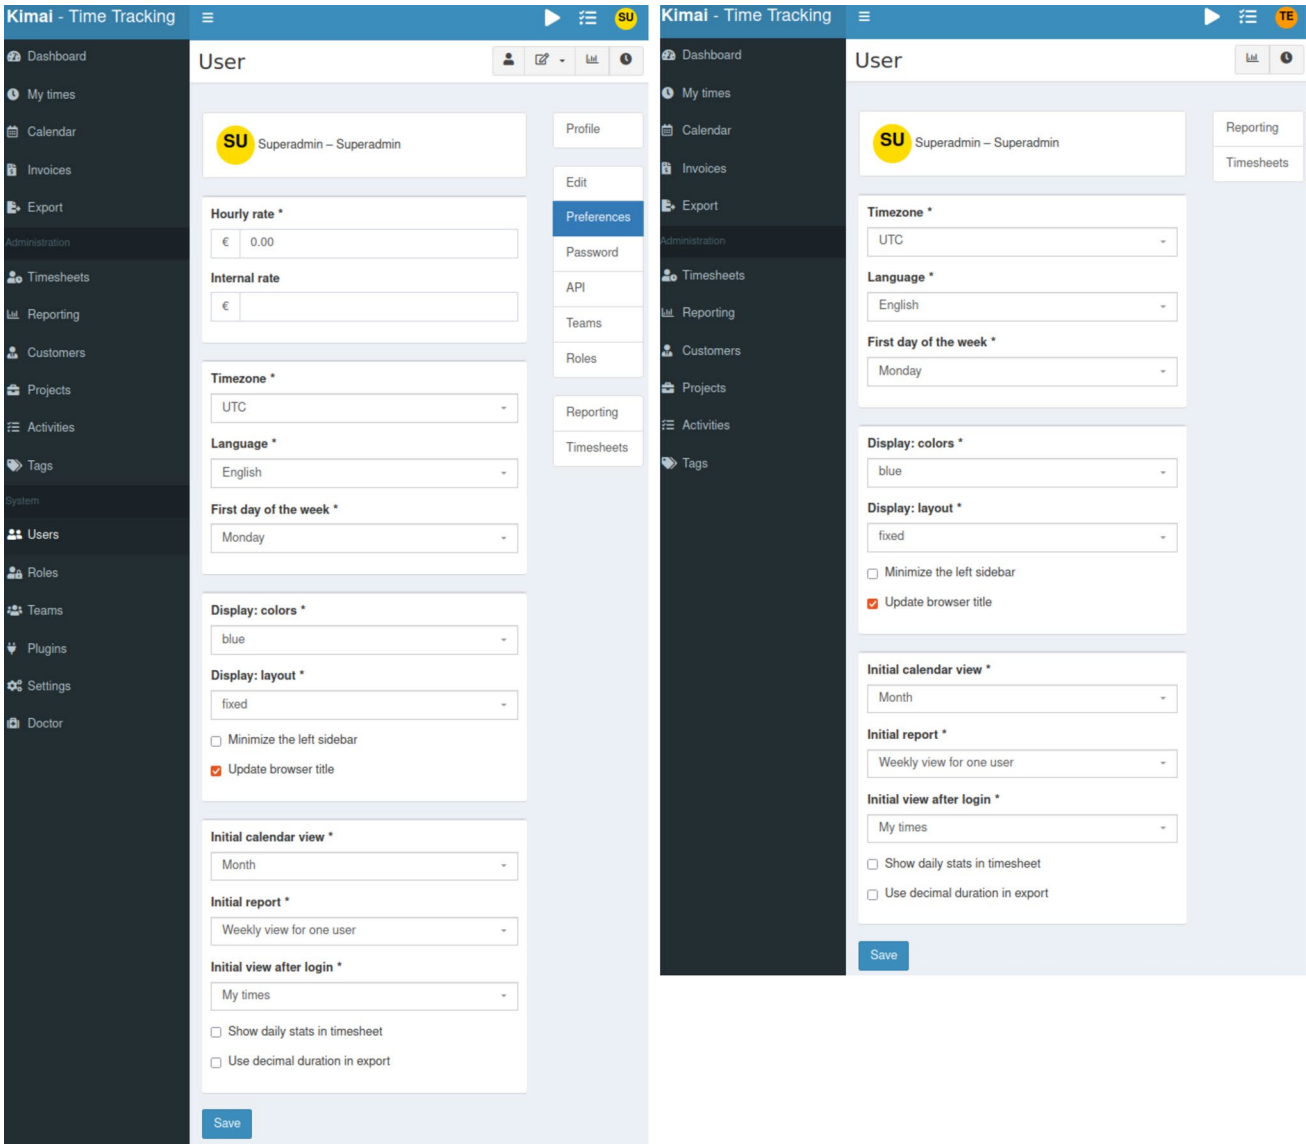 Kimai - Time Tracking
SU
Dashboard
My times
Calendar
Invoices
Export
Administration
Timesheets
Reporting
Customers
Projects
Activities
Tags
System
Users
Roles
Teams
Plugins
Settings
Doctor
User
SU Superadmin – Superadmin
Hourly rate *
€ 0.00
Internal rate
€
Timezone *
UTC
Language *
English
First day of the week *
Monday
Display: colors *
blue
Display: layout *
fixed
Minimize the left sidebar
Update browser title
Initial calendar view *
Month
Initial report *
Weekly view for one user
Initial view after login *
My times
Show daily stats in timesheet
Use decimal duration in export
Save
Profile
Edit
Preferences
Password
API
Teams
Roles
Reporting
Timesheets
Kimai - Time Tracking
TE
Dashboard
My times
Calendar
Invoices
Export
Administration
Timesheets
Reporting
Customers
Projects
Activities
Tags
User
SU Superadmin – Superadmin
Timezone *
UTC
Language *
English
First day of the week *
Monday
Display: colors *
blue
Display: layout *
fixed
Minimize the left sidebar
Update browser title
Initial calendar view *
Month
Initial report *
Weekly view for one user
Initial view after login *
My times
Show daily stats in timesheet
Use decimal duration in export
Save
Reporting
Timesheets